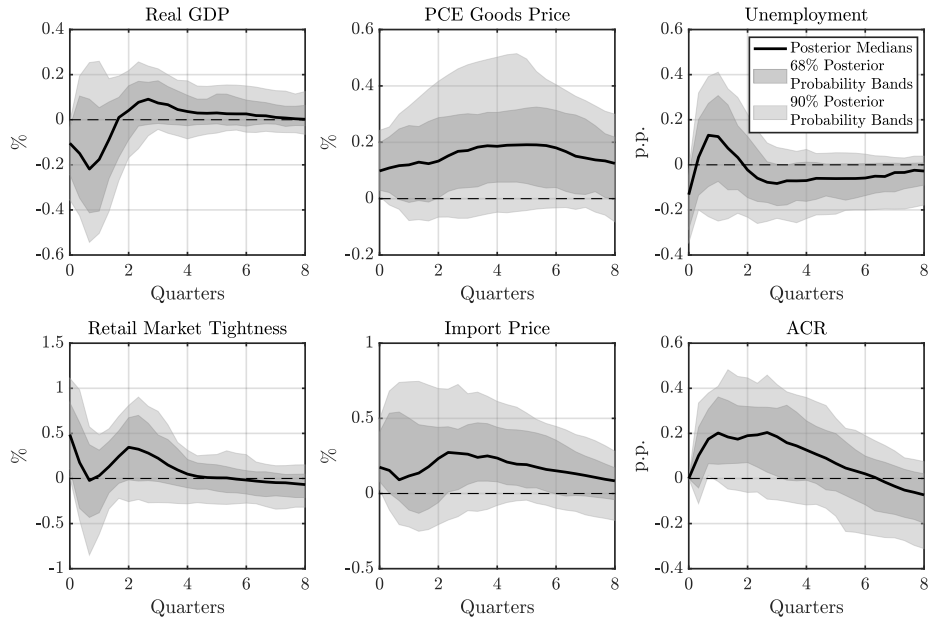 Real GDP
PCE Goods Price
Unemployment
0.4
0.2
0
-0.2
-0.4
-0.6
%
0 2 4 6 8
Quarters
0.6
0.4
0.2
0
-0.2
%
0 2 4 6 8
Quarters
0.6
0.4
0.2
0
-0.2
-0.4
p.p.
Posterior Medians
68% Posterior
Probability Bands
90% Posterior
Probability Bands
0 2 4 6 8
Quarters
Retail Market Tightness
Import Price
ACR
1.5
1
0.5
0
-0.5
-1
%
0 2 4 6 8
Quarters
1
0.5
0
-0.5
%
0 2 4 6 8
Quarters
0.6
0.4
0.2
0
-0.2
-0.4
p.p.
0 2 4 6 8
Quarters